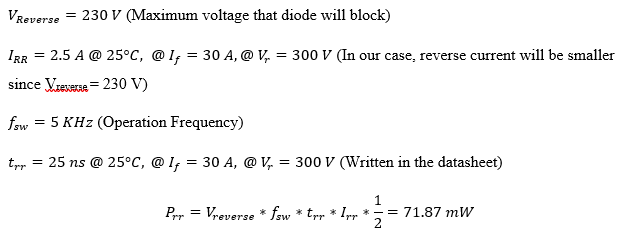 V_Reverse = 230 V (Maximum voltage that diode will block)
I_RR = 2.5 A @ 25°C, @ I_f = 30 A, @ V_r = 300 V (In our case, reverse current will be smaller
since V_reverse = 230 V)
f_sw = 5 KHz (Operation Frequency)
t_rr = 25 ns @ 25°C, @ I_f = 30 A, @ V_r = 300 V (Written in the datasheet)
P_rr = V_reverse * f_sw * t_rr * I_rr * 1/2 = 71.87 mW